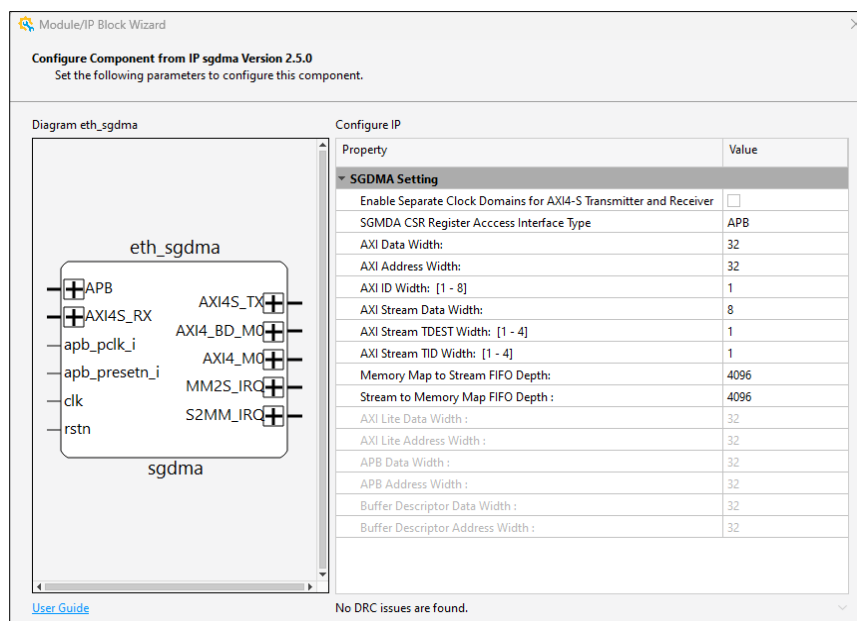 Module/IP Block Wizard
Configure Component from IP sgdma Version 2.5.0
Set the following parameters to configure this component.
Diagram eth_sgdma
eth_sgdma
APB
AXI4S_RX
apb_pclk_i
apb_presetn_i
clk
rstn
AXI4S_TX
AXI4_BD_M0
AXI4_M0
MM2S_IRQ
S2MM_IRQ
sgdma
User Guide
Configure IP
Property Value
SGDMA Setting
Enable Separate Clock Domains for AXI4-S Transmitter and Receiver
SGMDA CSR Register Acccess Interface Type APB
AXI Data Width: 32
AXI Address Width: 32
AXI ID Width: [1 - 8] 1
AXI Stream Data Width: 8
AXI Stream TDEST Width: [1 - 4] 1
AXI Stream TID Width: [1 - 4] 1
Memory Map to Stream FIFO Depth: 4096
Stream to Memory Map FIFO Depth : 4096
AXI Lite Data Width : 32
AXI Lite Address Width : 32
APB Data Width : 32
APB Address Width : 32
Buffer Descriptor Data Width : 32
Buffer Descriptor Address Width : 32
No DRC issues are found.